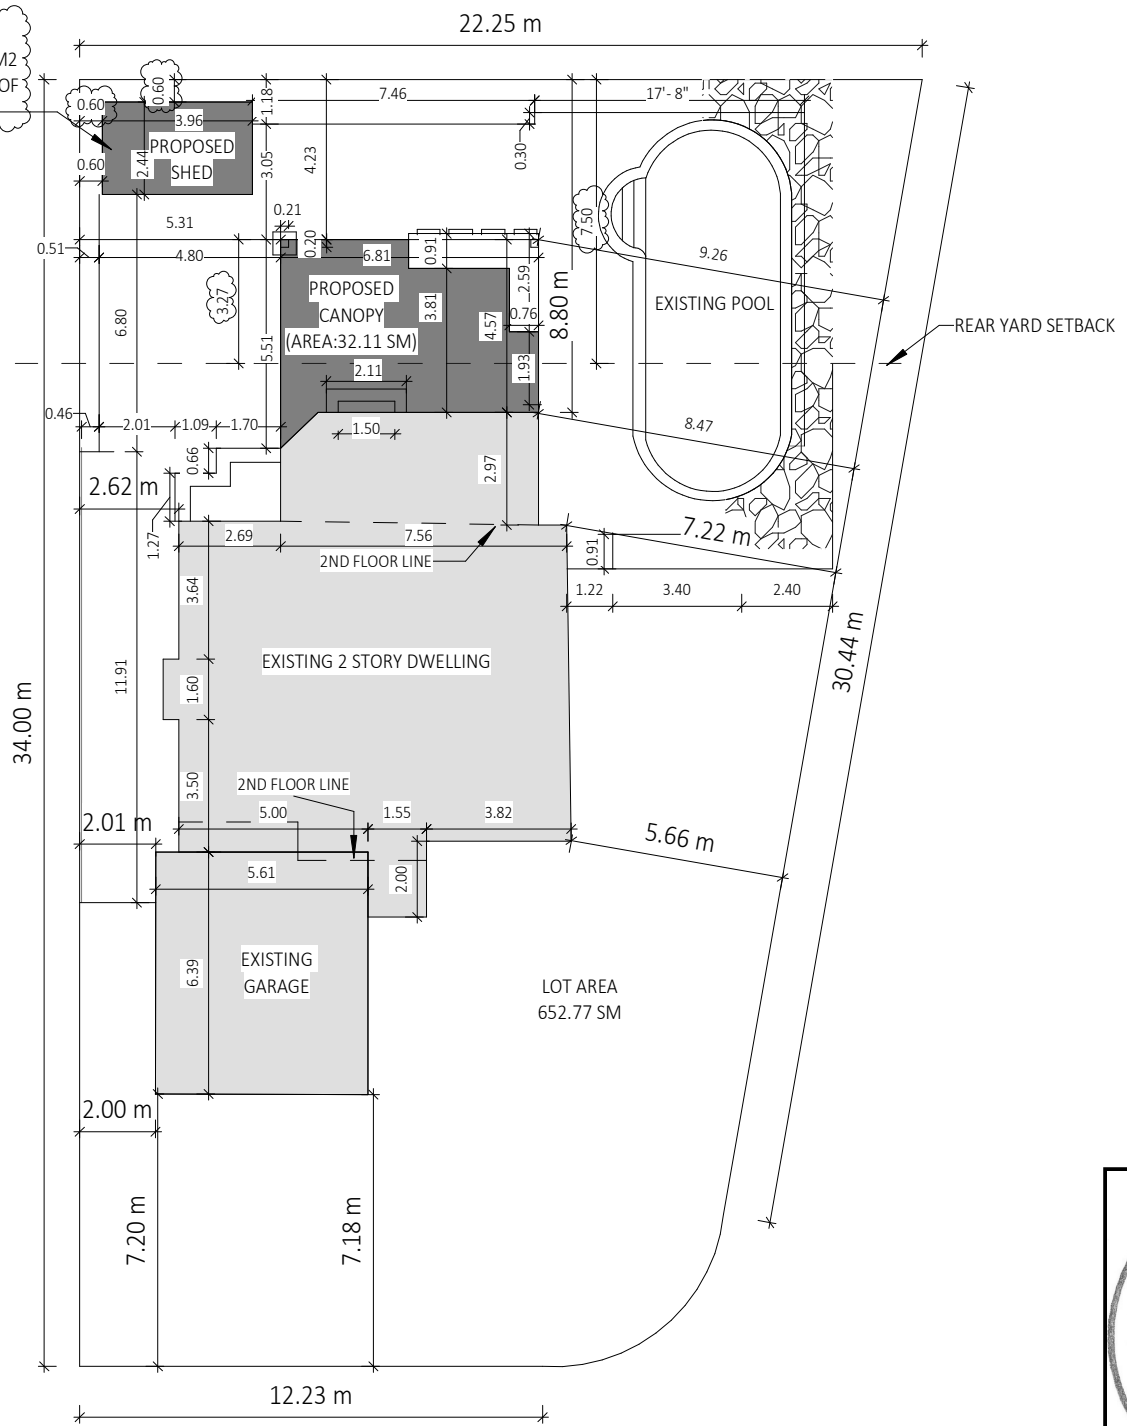 22.25 m
M2
OF
0.60
0.60
1.18
7.46
17'- 8"
3.96
PROPOSED
SHED
2.44
0.60
3.05
4.23
0.30
7.50
5.31
0.21
0.20
0.51
4.80
6.81
0.91
9.26
3.27
PROPOSED
CANOPY
(AREA:32.11 SM)
3.81
2.59
0.76
4.57
8.80 m
EXISTING POOL
6.80
5.51
REAR YARD SETBACK
2.11
1.93
0.46
2.01
1.09
1.70
1.50
8.47
0.66
2.97
2.62 m
1.27
2.69
7.56
2ND FLOOR LINE
7.22 m
0.91
1.22
3.40
2.40
3.64
EXISTING 2 STORY DWELLING
30.44 m
11.91
1.60
34.00 m
3.50
2ND FLOOR LINE
5.00
1.55
3.82
2.01 m
5.66 m
5.61
2.00
EXISTING
GARAGE
6.39
LOT AREA
652.77 SM
2.00 m
7.20 m
7.18 m
12.23 m